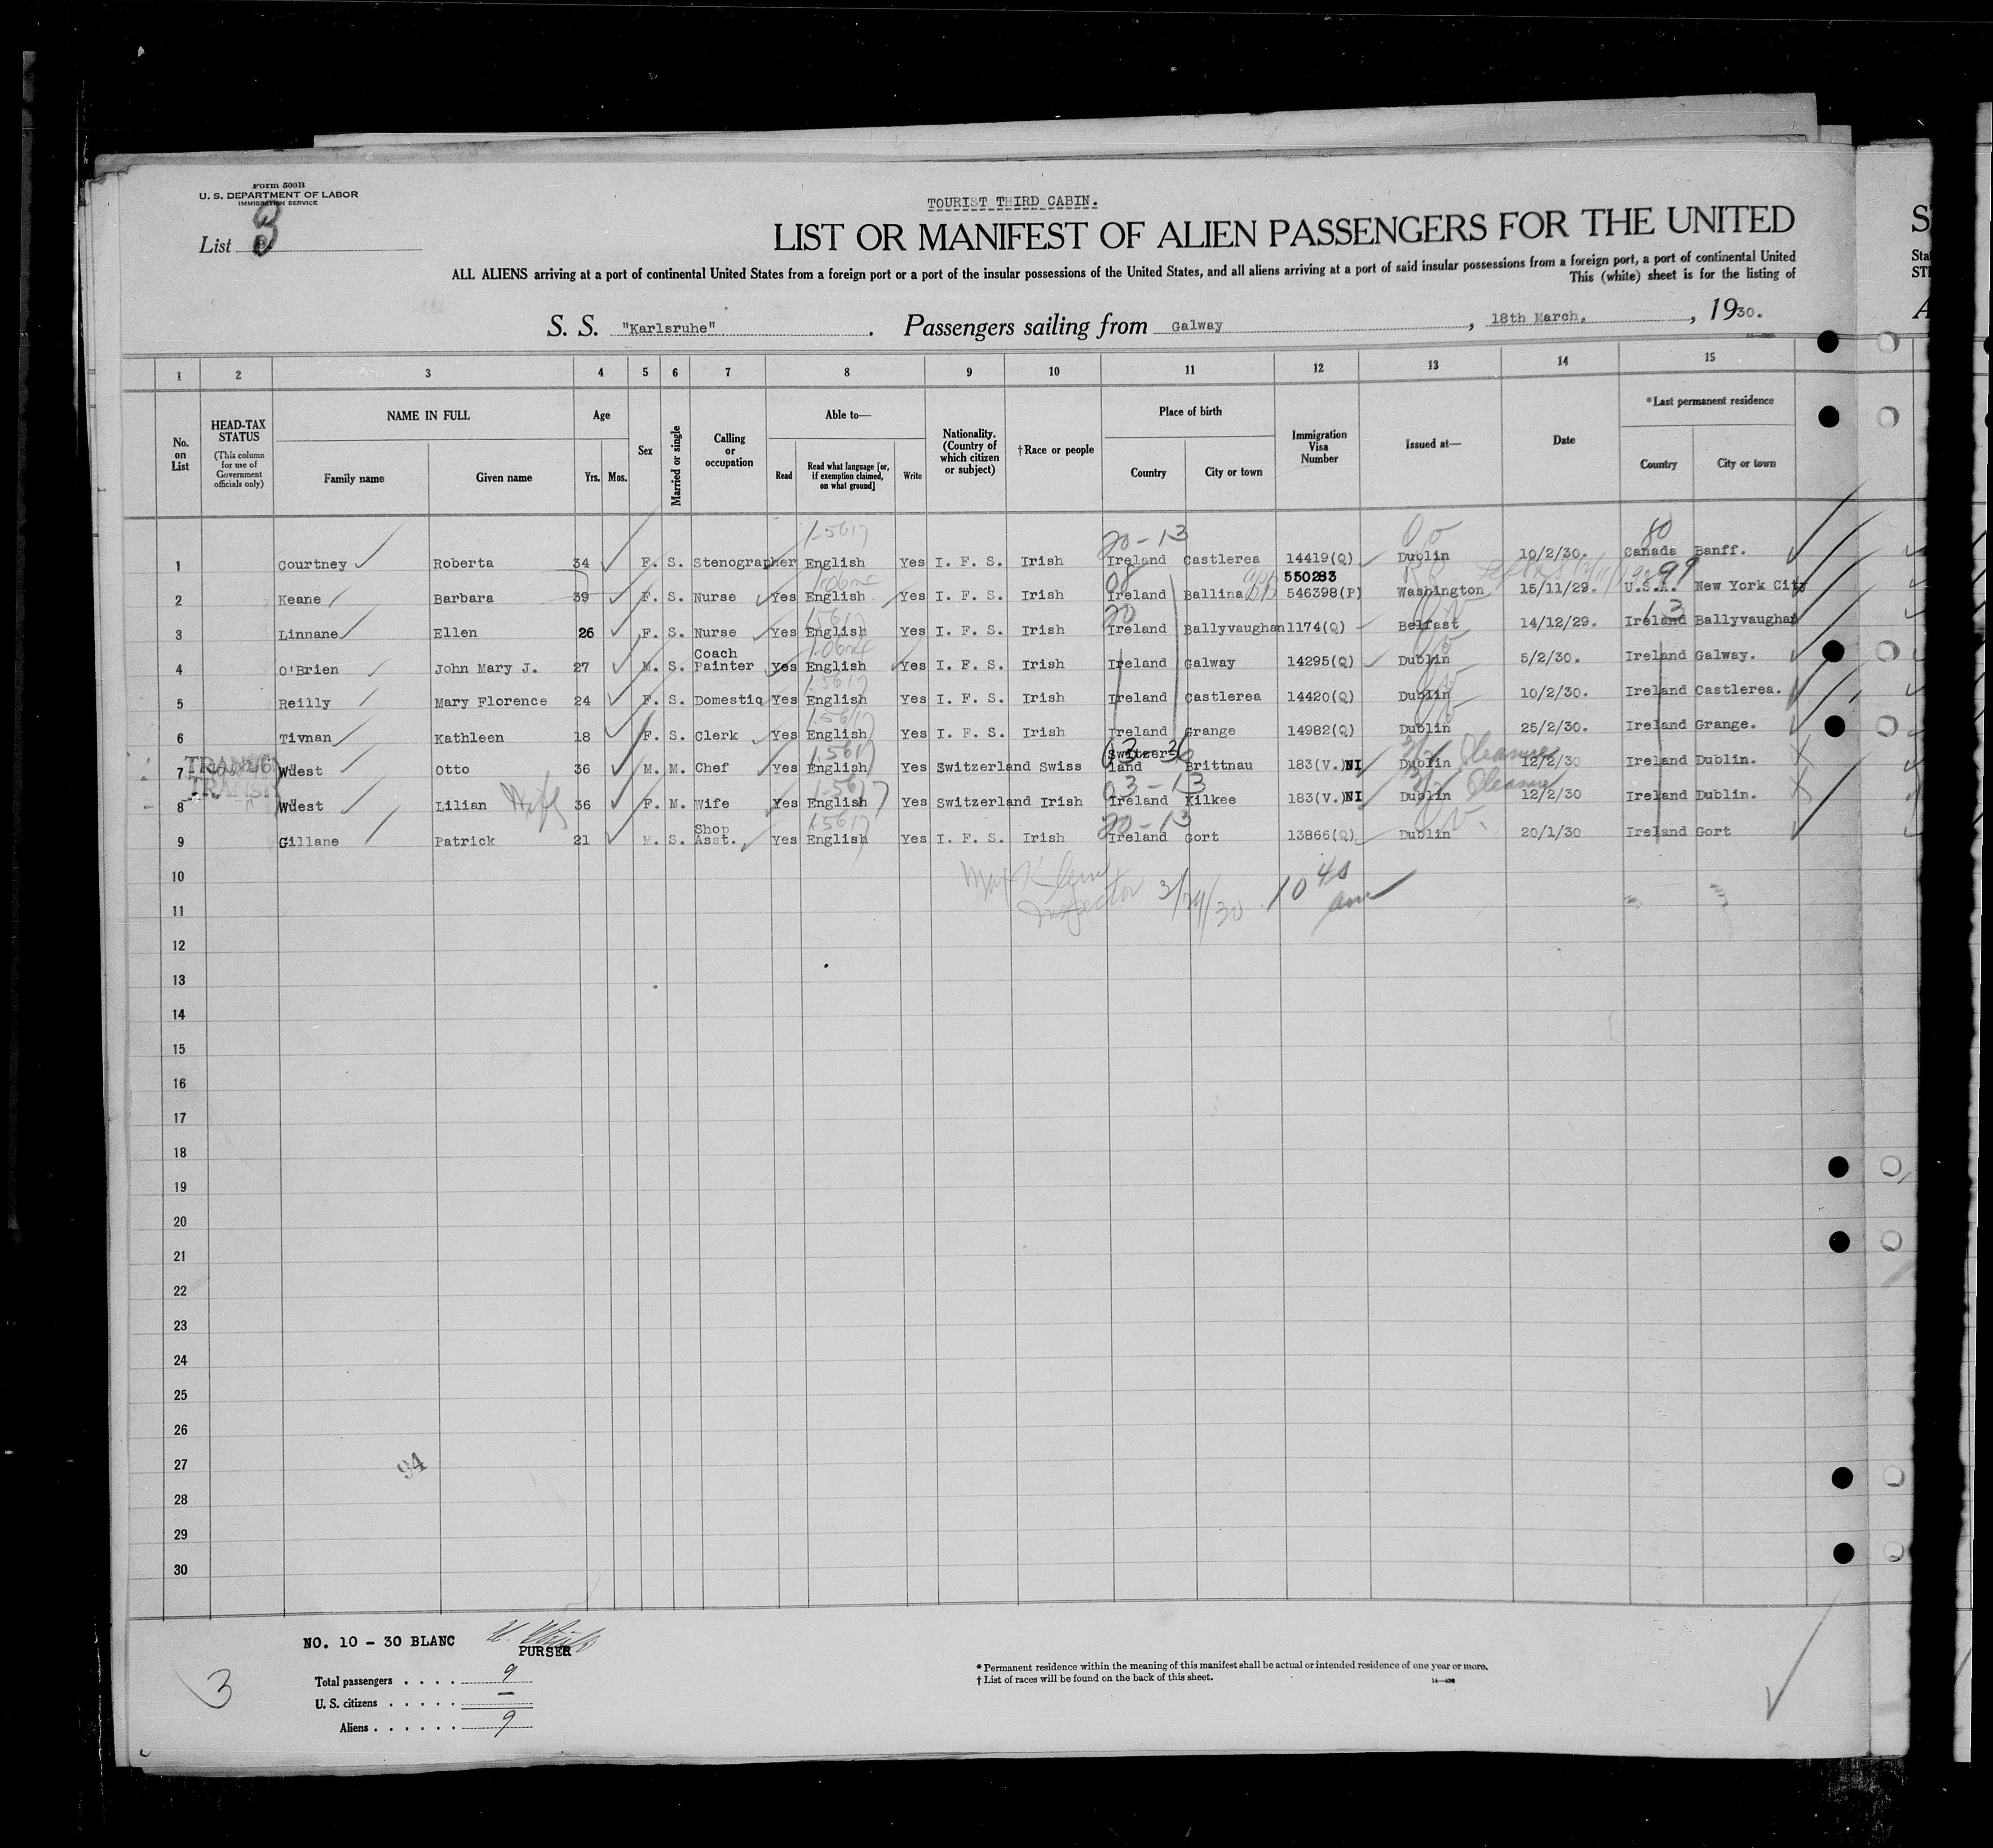 Form 500B
U. S. DEPARTMENT OF LABOR
IMMIGRATION SERVICE
List 3
TOURIST THIRD CABIN.
LIST OR MANIFEST OF ALIEN PASSENGERS FOR THE UNITED
ALL ALIENS arriving at a port of continental United States from a foreign port or a port of the insular possessions of the United States, and all aliens arriving at a port of said insular possessions from a foreign port, a port of continental United
This (white) sheet is for the listing of
S. S. "Karlsruhe" . Passengers sailing from Galway , 18th March, , 1930.
1 2 3 4 5 6 7 8 9 10 11 12 13 14 15
No. on List
HEAD-TAX STATUS
(This column for use of Government officials only)
NAME IN FULL
Family name Given name
Age
Yrs. Mos.
Sex
Married or single
Calling or occupation
Able to—
Read
Read what language [or, if exemption claimed, on what ground]
Write
Nationality. (Country of which citizen or subject)
†Race or people
Place of birth
Country City or town
Immigration Visa Number
Issued at—
Date
*Last permanent residence
Country City or town
20-13 80
1 Courtney Roberta 34 F. S. Stenographer English Yes I. F. S. Irish Ireland Castlerea 14419(Q) Dublin 10/2/30. Canada Banff.
550283
2 Keane Barbara 39 F. S. Nurse Yes English Yes I. F. S. Irish Ireland Ballina 546398(P) Washington 15/11/29. U.S.A. 99 New York City
3 Linnane Ellen 26 F. S. Nurse Yes English Yes I. F. S. Irish Ireland Ballyvaughan 1174(Q) Belfast 14/12/29. Ireland Ballyvaughan
4 O'Brien John Mary J. 27 M. S. Coach Painter Yes English Yes I. F. S. Irish Ireland Galway 14295(Q) Dublin 5/2/30. Ireland Galway.
5 Reilly Mary Florence 24 F. S. Domestic Yes English Yes I. F. S. Irish Ireland Castlerea 14420(Q) Dublin 10/2/30. Ireland Castlerea.
6 Tivnan Kathleen 18 F. S. Clerk Yes English Yes I. F. S. Irish Ireland Grange 14982(Q) Dublin 25/2/30. Ireland Grange.
TRANSIT
7 Wüest Otto 36 M. M. Chef Yes English Yes Switzerland Swiss Switzerland Brittnau 183(V.)NI Dublin 12/2/30 Ireland Dublin.
TRANSIT
8 Wüest Lilian Wife 36 F. M. Wife Yes English Yes Switzerland Irish Ireland Kilkee 183(V.)NI Dublin 12/2/30 Ireland Dublin.
20-13
9 Gillane Patrick 21 M. S. Shop Asst. Yes English Yes I. F. S. Irish Ireland Gort 13866(Q) Dublin 20/1/30 Ireland Gort
10
Inspector 3/29/30 10 40 am
11
12
13
14
15
16
17
18
19
20
21
22
23
24
25
26
27
94
28
29
30
NO. 10 - 30 BLANC
PURSER
3
Total passengers . . . . 9
U. S. citizens . . . . . . —
Aliens . . . . . . 9
* Permanent residence within the meaning of this manifest shall be actual or intended residence of one year or more.
† List of races will be found on the back of this sheet.